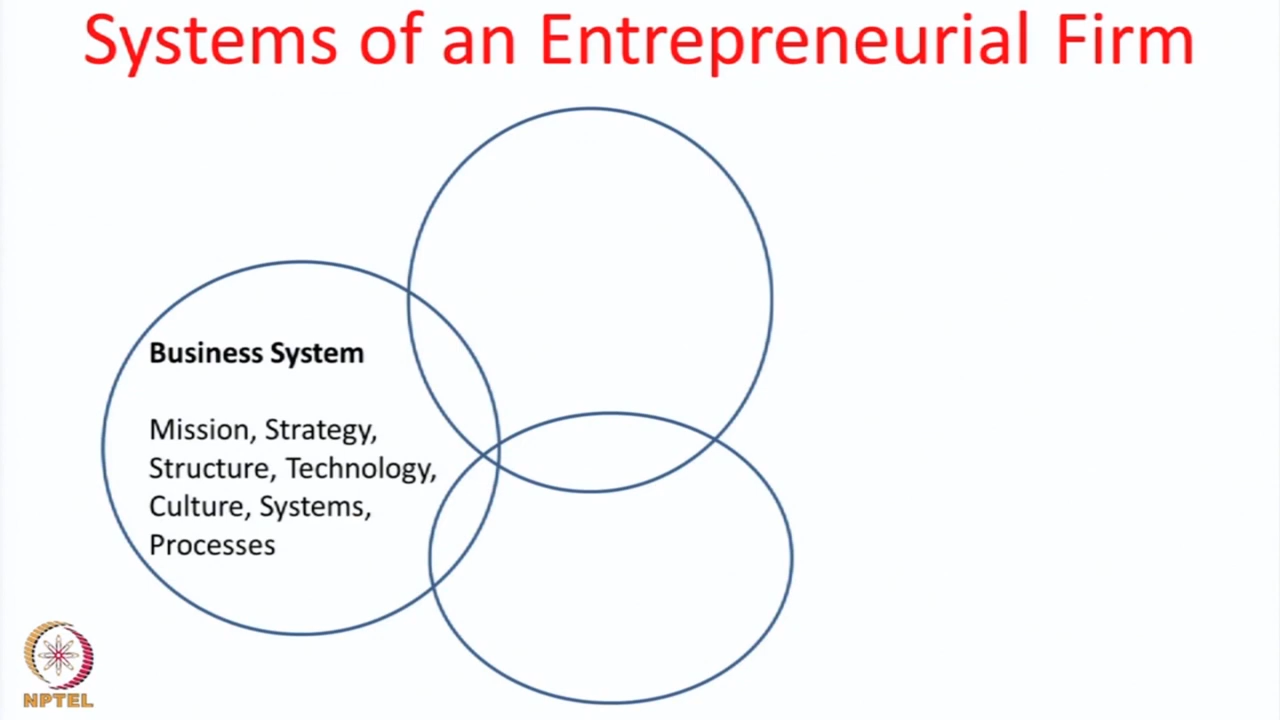 Systems of an Entrepreneurial Firm
Business System
Mission, Strategy,
Structure, Technology,
Culture, Systems,
Processes
NPTEL